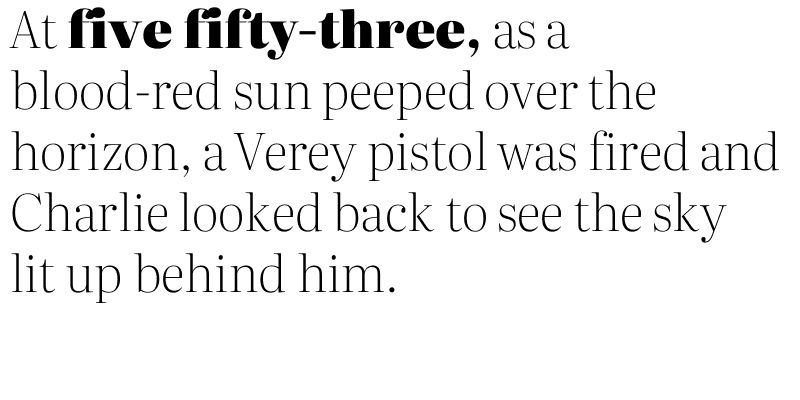 At five fifty-three, as a
blood-red sun peeped over the
horizon, a Verey pistol was fired and
Charlie looked back to see the sky
lit up behind him.